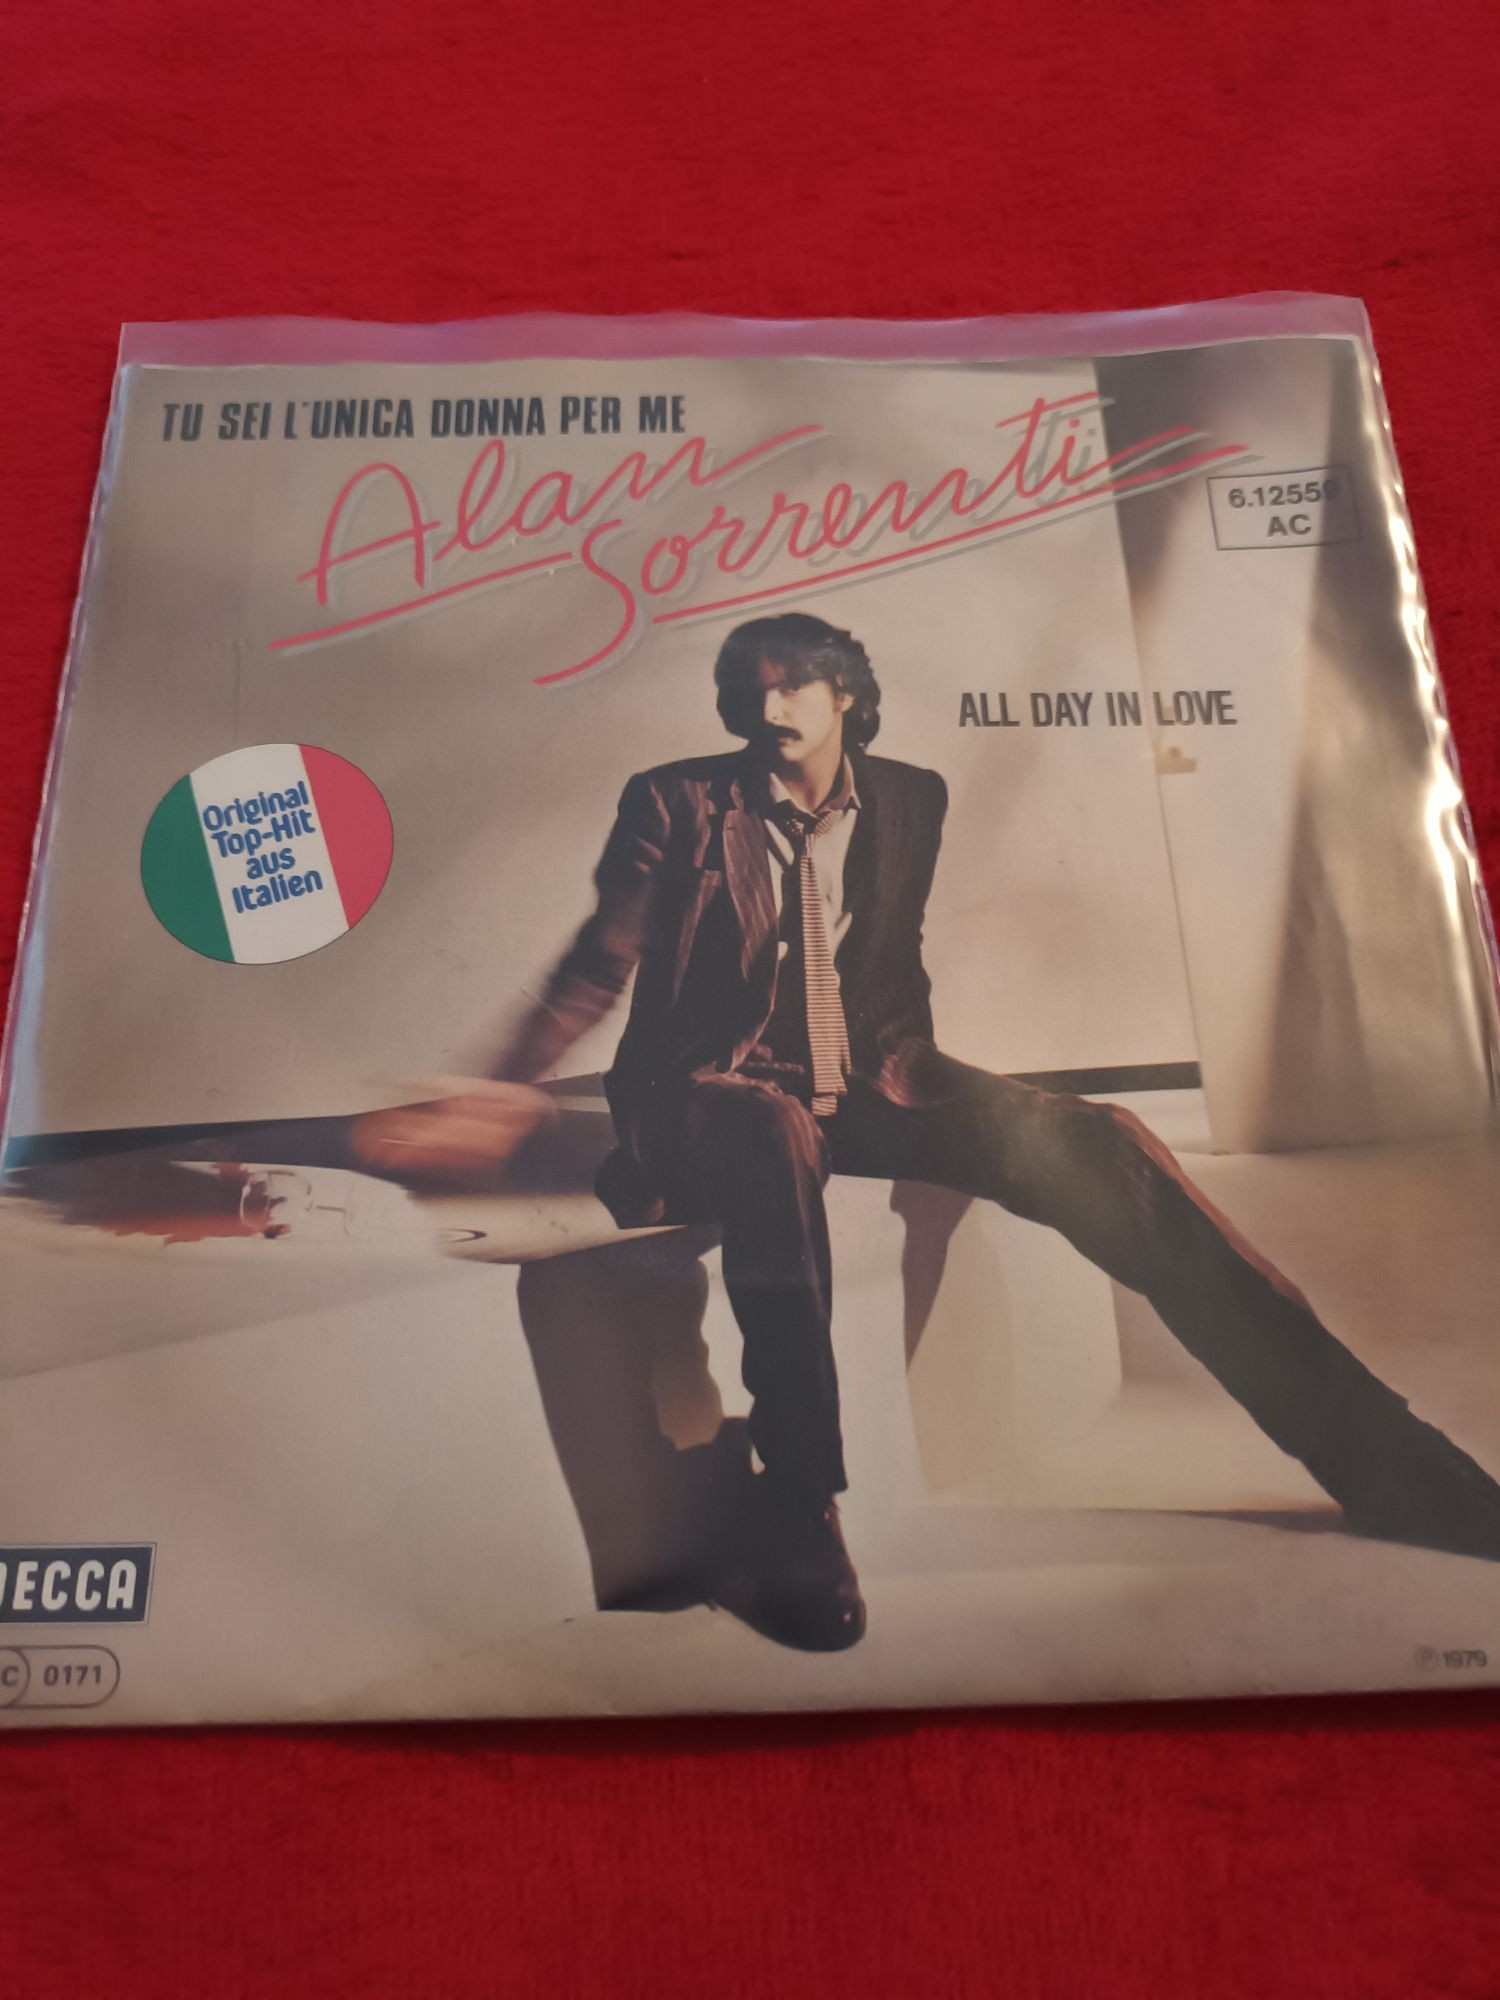 TU SEI L'UNICA DONNA PER ME
Alan
Sorrenti
6.12559
AC
ALL DAY IN LOVE
Original
Top-Hit
aus
Italien
DECCA
C 0171
℗ 1979